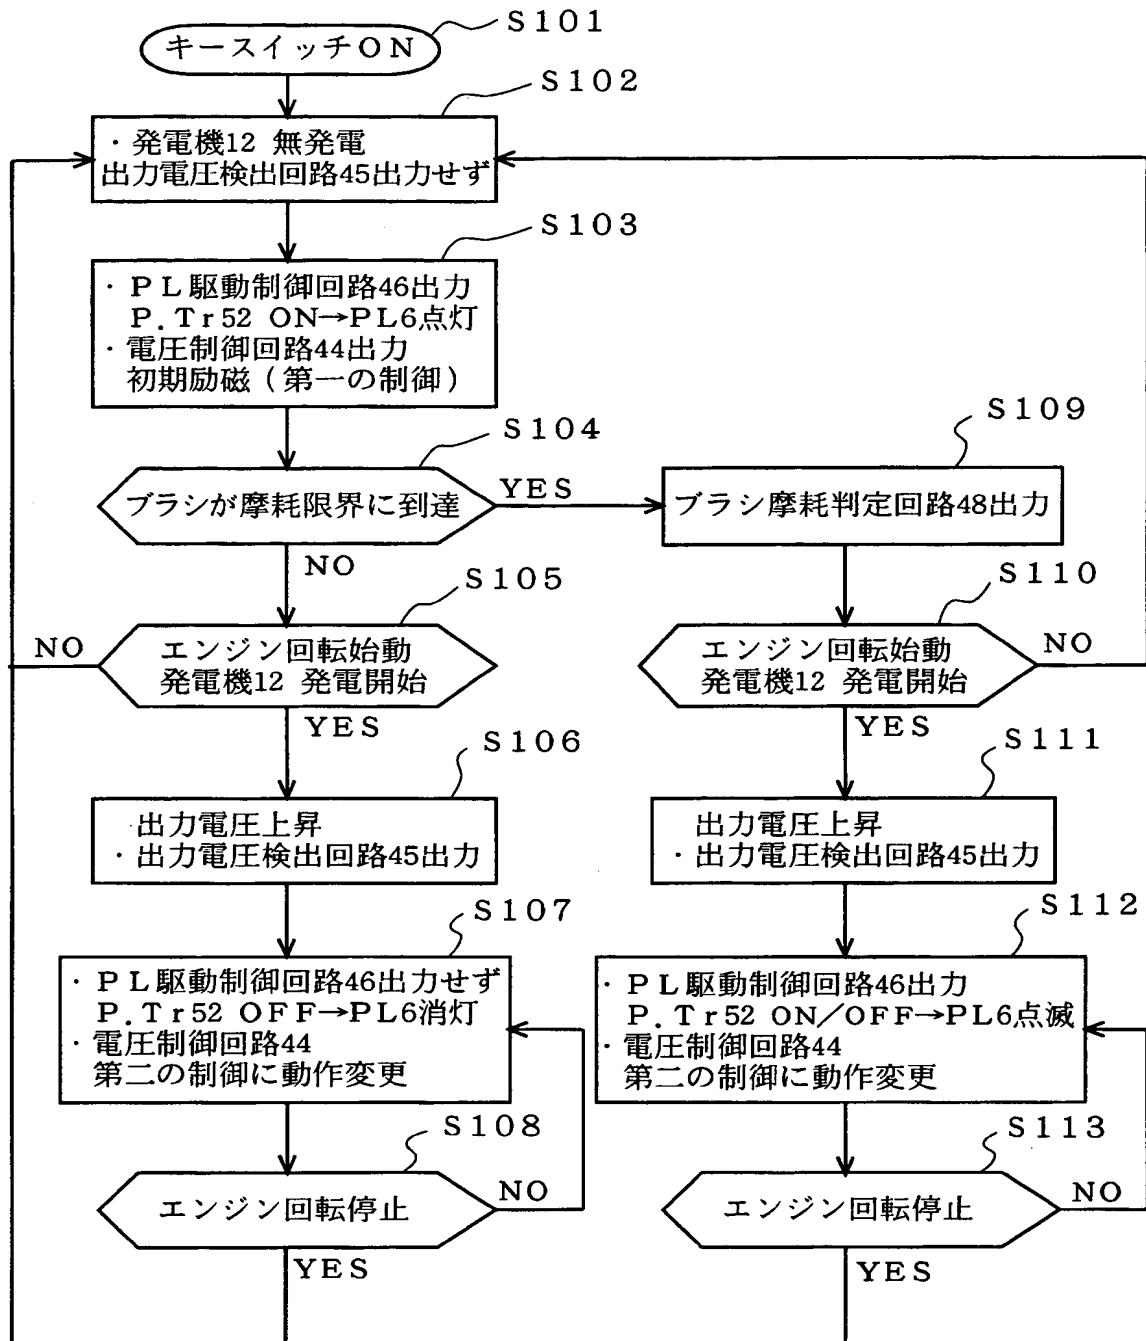 S101
キースイッチON
S102
・発電機12 無発電
出力電圧検出回路45出力せず
S103
・PL駆動制御回路46出力
P.Tr52 ON→PL6点灯
・電圧制御回路44出力
初期励磁(第一の制御)
S104
ブラシが摩耗限界に到達
YES
NO
S109
ブラシ摩耗判定回路48出力
S105
エンジン回転始動
発電機12 発電開始
NO
YES
S110
エンジン回転始動
発電機12 発電開始
NO
YES
S106
出力電圧上昇
・出力電圧検出回路45出力
S111
出力電圧上昇
・出力電圧検出回路45出力
S107
・PL駆動制御回路46出力せず
P.Tr52 OFF→PL6消灯
・電圧制御回路44
第二の制御に動作変更
S112
・PL駆動制御回路46出力
P.Tr52 ON/OFF→PL6点滅
・電圧制御回路44
第二の制御に動作変更
S108
エンジン回転停止
NO
YES
S113
エンジン回転停止
NO
YES